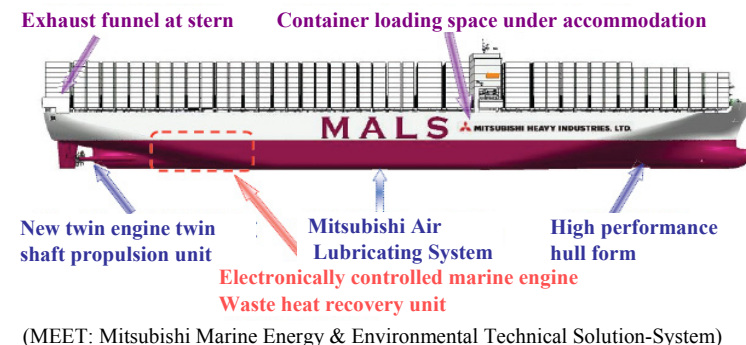 Exhaust funnel at stern
Container loading space under accommodation
MALS
MITSUBISHI HEAVY INDUSTRIES, LTD.
New twin engine twin
shaft propulsion unit
Mitsubishi Air
Lubricating System
High performance
hull form
Electronically controlled marine engine
Waste heat recovery unit
(MEET: Mitsubishi Marine Energy & Environmental Technical Solution-System)